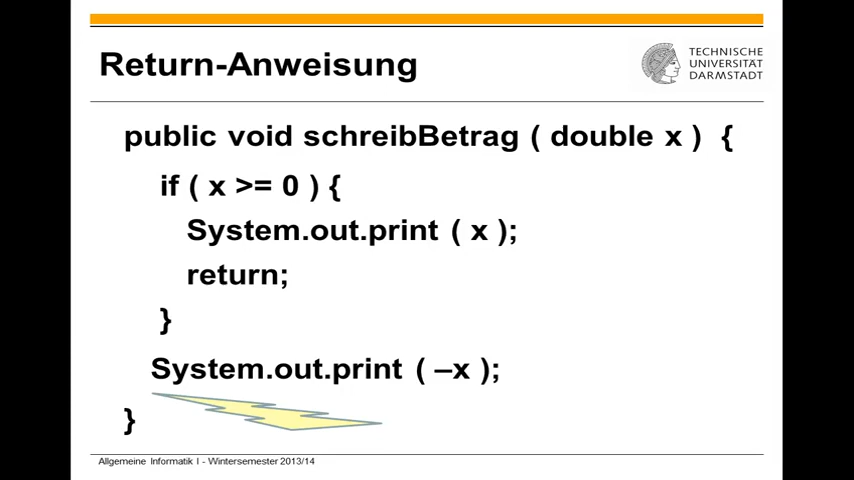 Return-Anweisung
TECHNISCHE
UNIVERSITÄT
DARMSTADT
public void schreibBetrag ( double x )  {
if ( x >= 0 ) {
System.out.print ( x );
return;
}
System.out.print ( –x );
}
Allgemeine Informatik I - Wintersemester 2013/14